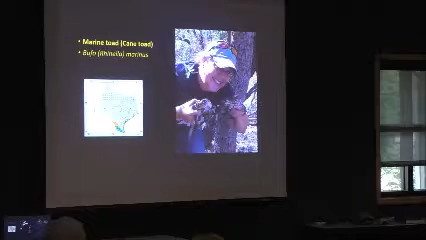 • Marine toad (Cane toad)
• Bufo (Rhinella) marinus